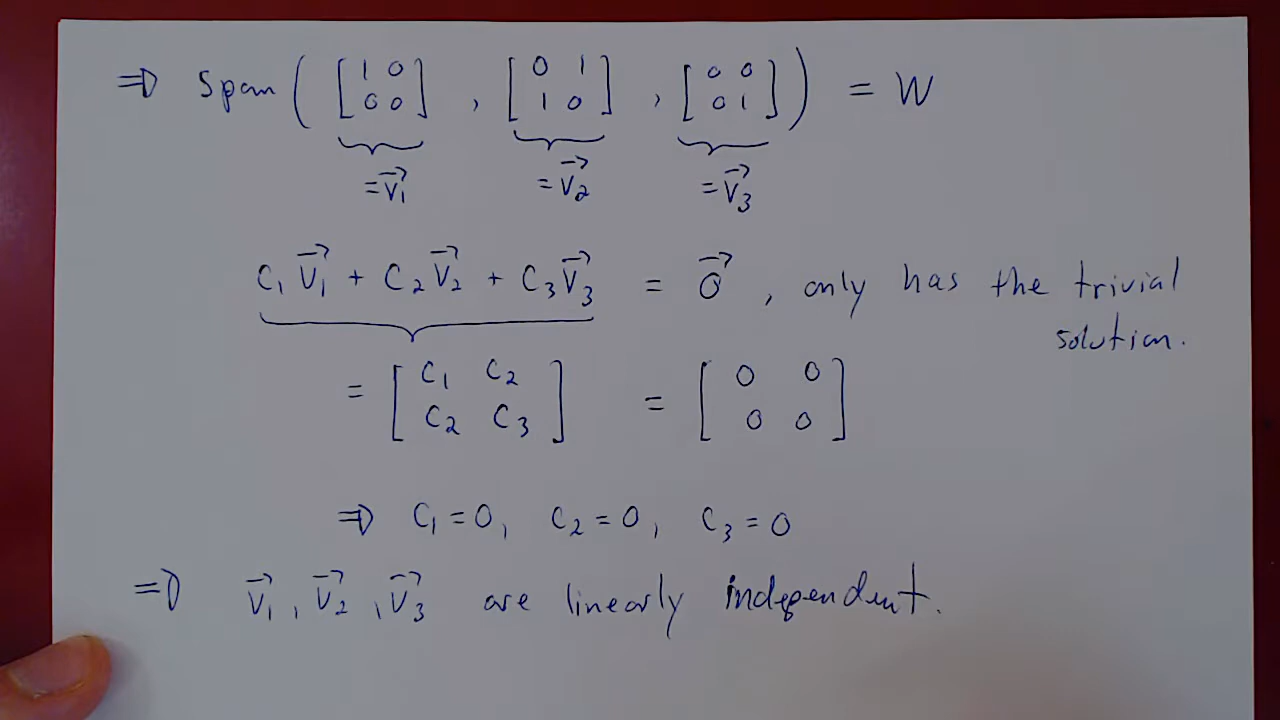 ⇒ Span ( [ 1 0 0 0 ] , [ 0 1 1 0 ] , [ 0 0 0 1 ] ) = W
= v⃗1 = v⃗2 = v⃗3
C1 v⃗1 + C2 v⃗2 + C3 v⃗3 = 0⃗ , only has the trivial
solution.
= [ C1 C2 C2 C3 ] = [ 0 0 0 0 ]
⇒ C1 = 0, C2 = 0, C3 = 0
⇒ v⃗1, v⃗2, v⃗3 are linearly independent.